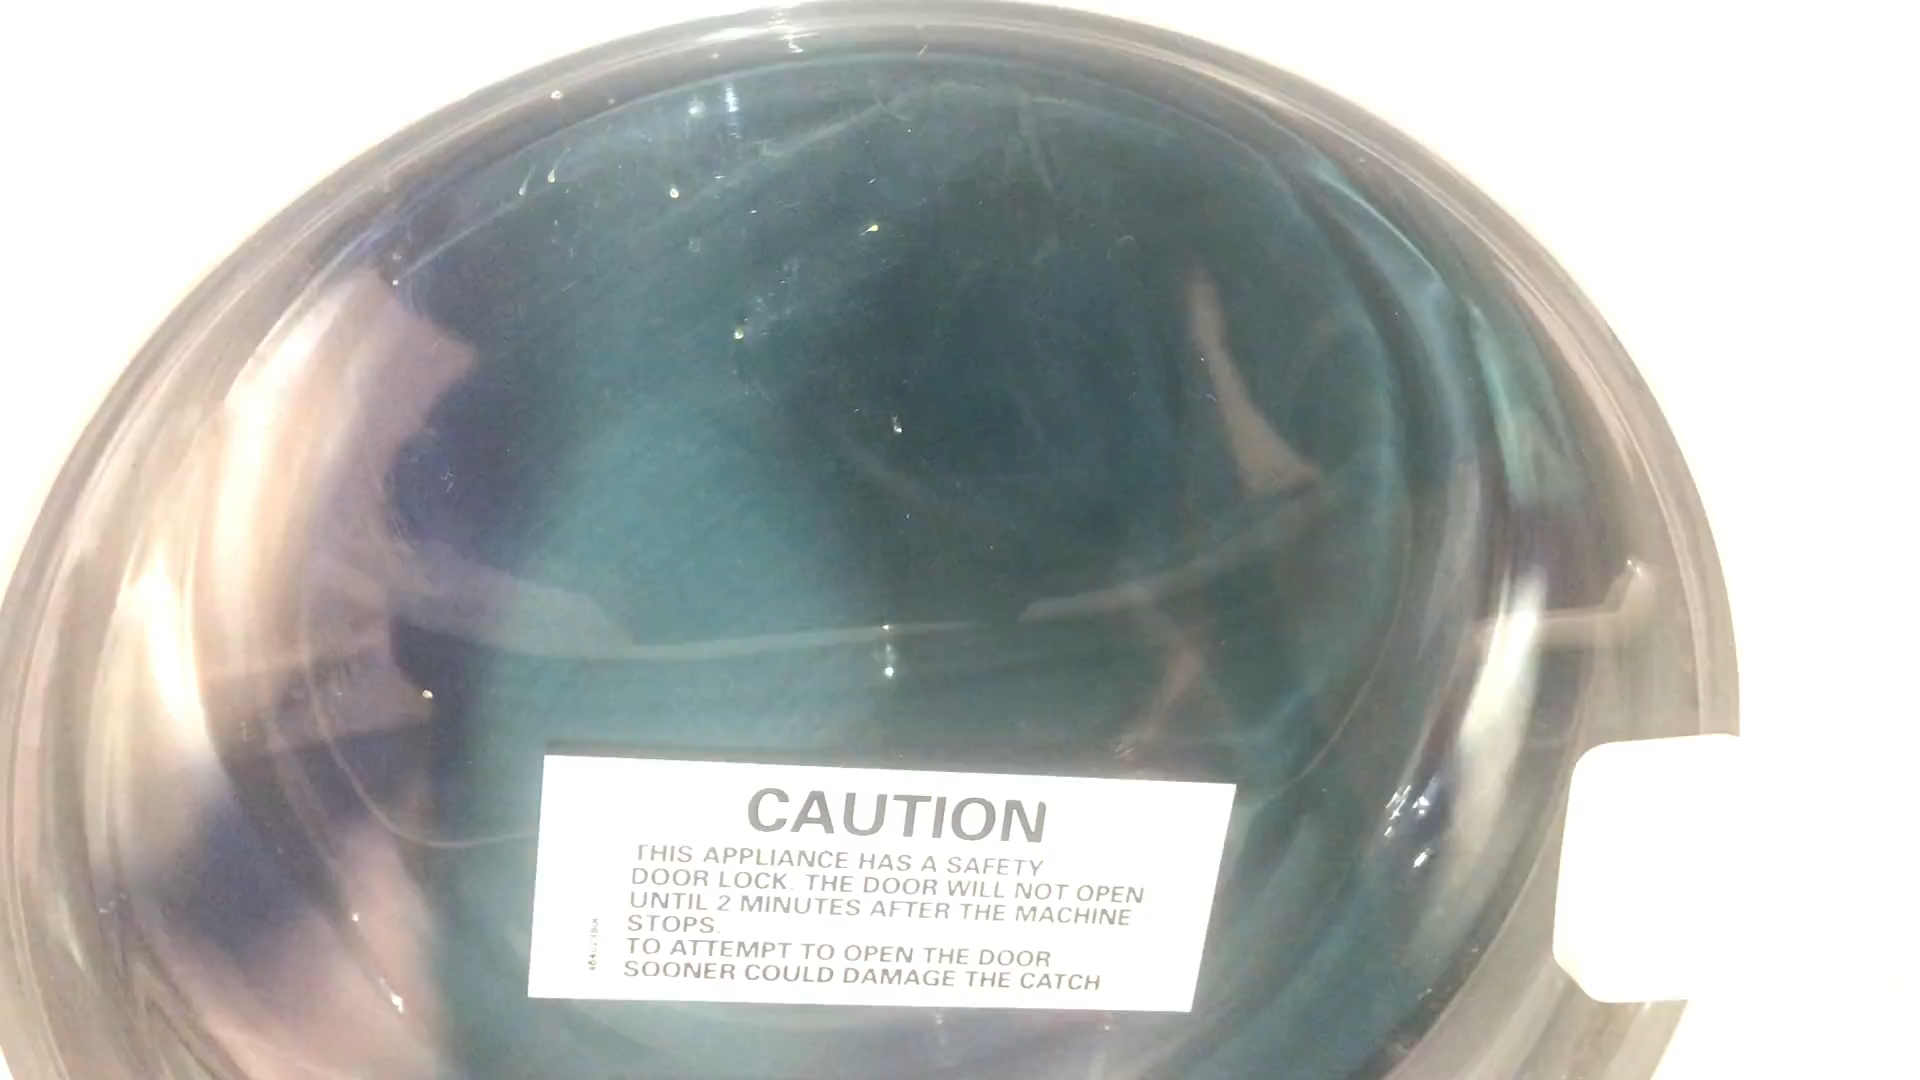 CAUTION
THIS APPLIANCE HAS A SAFETY
DOOR LOCK. THE DOOR WILL NOT OPEN
UNTIL 2 MINUTES AFTER THE MACHINE
STOPS.
TO ATTEMPT TO OPEN THE DOOR
SOONER COULD DAMAGE THE CATCH